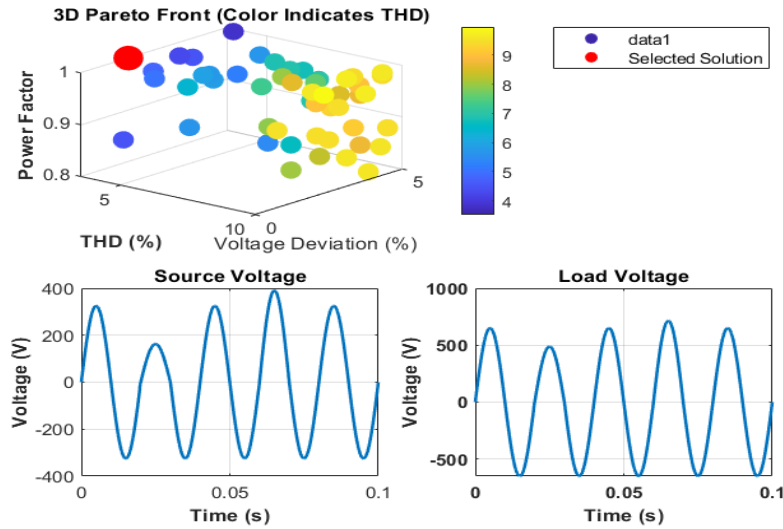 3D Pareto Front (Color Indicates THD)
data1
Selected Solution
Power Factor
1
0.9
0.8
5
10
0
5
THD (%)
Voltage Deviation (%)
9
8
7
6
5
4
Source Voltage
Voltage (V)
400
200
0
-200
-400
0
0.05
0.1
Time (s)
Load Voltage
Voltage (V)
1000
500
0
-500
0
0.05
0.1
Time (s)